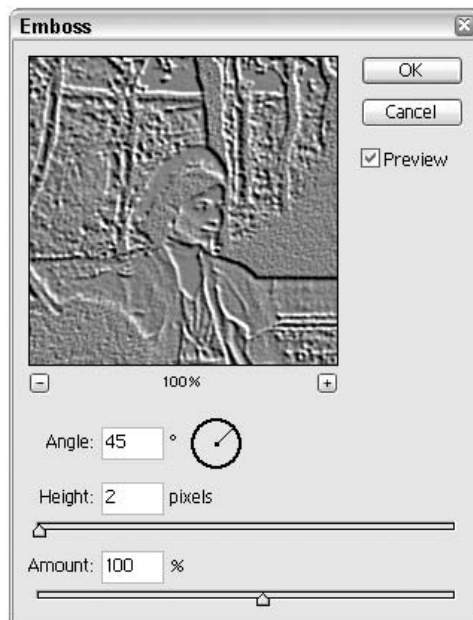 Emboss
OK
Cancel
Preview
100%
Angle: 45 °
Height: 2 pixels
Amount: 100 %